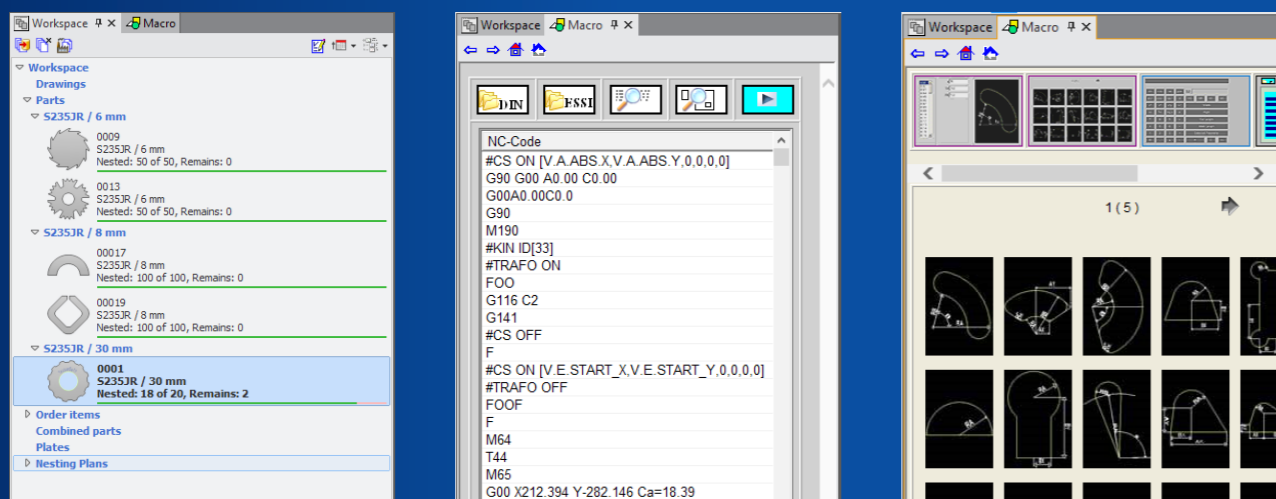 Workspace
Macro
Workspace
Drawings
Parts
S235JR / 6 mm
0009
S235JR / 6 mm
Nested: 50 of 50, Remains: 0
0013
S235JR / 6 mm
Nested: 50 of 50, Remains: 0
S235JR / 8 mm
00017
S235JR / 8 mm
Nested: 100 of 100, Remains: 0
00019
S235JR / 8 mm
Nested: 100 of 100, Remains: 0
S235JR / 30 mm
0001
S235JR / 30 mm
Nested: 18 of 20, Remains: 2
Order items
Combined parts
Plates
Nesting Plans
Workspace
Macro
DIN
ESSI
NC-Code
#CS ON [V.A.ABS.X,V.A.ABS.Y,0,0,0,0]
G90 G00 A0.00 C0.00
G00A0.00C0.0
G90
M190
#KIN ID[33]
#TRAFO ON
FOO
G116 C2
G141
#CS OFF
F
#CS ON [V.E.START_X,V.E.START_Y,0,0,0,0]
#TRAFO OFF
FOOF
F
M64
T44
M65
G00 X212.394 Y-282.146 Ca=18.39
Workspace
Macro
1 ( 5 )